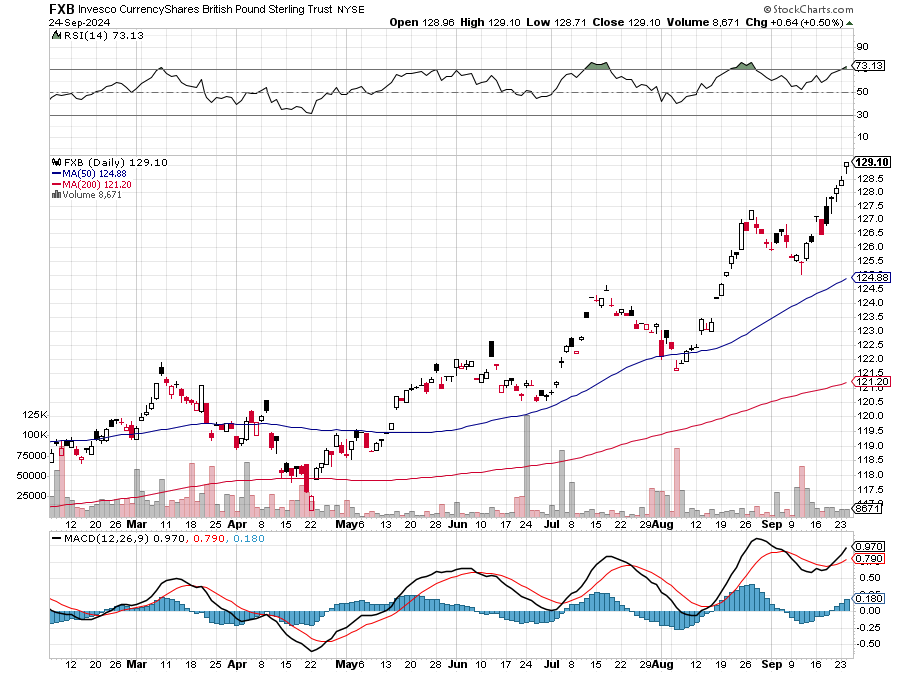 FXB Invesco CurrencyShares British Pound Sterling Trust NYSE
© StockCharts.com
24-Sep-2024
Open 128.96 High 129.10 Low 128.71 Close 129.10 Volume 8,671 Chg +0.64 (+0.50%)
RSI(14) 73.13
90
73.13
50
30
10
FXB (Daily) 129.10
MA(50) 124.88
MA(200) 121.20
Volume 8,671
129.10
128.5
128.0
127.5
127.0
126.5
126.0
125.5
124.88
124.5
124.0
123.5
123.0
122.5
122.0
121.5
121.20
121.0
120.5
120.0
119.5
119.0
118.5
118.0
117.5
8671
125K
100K
75000
50000
25000
12 20 26 Mar 11 18 25 Apr 8 15 22 May 6 13 20 28 Jun 10 17 24 Jul 8 15 22 29 Aug 12 19 26 Sep 9 16 23
MACD(12,26,9) 0.970, 0.790, 0.180
0.970
0.790
0.50
0.180
0.00
-0.25
-0.50
12 20 26 Mar 11 18 25 Apr 8 15 22 May 6 13 20 28 Jun 10 17 24 Jul 8 15 22 29 Aug 12 19 26 Sep 9 16 23